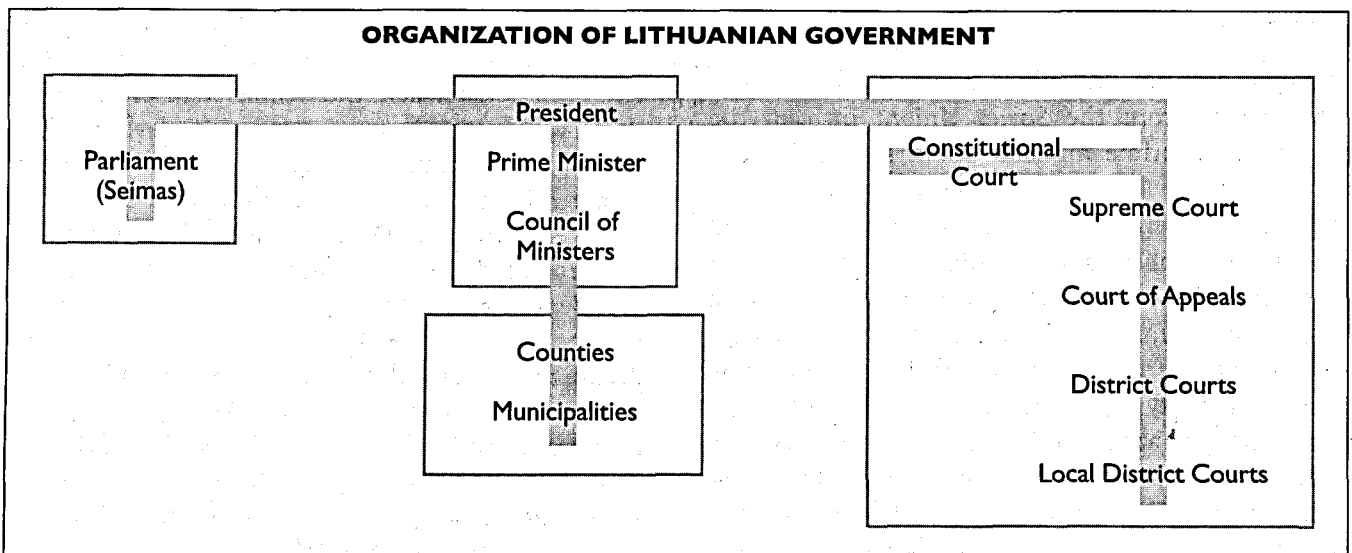 ORGANIZATION OF LITHUANIAN GOVERNMENT
Parliament
(Seimas)
President
Prime Minister
Council of
Ministers
Counties
Municipalities
Constitutional
Court
Supreme Court
Court of Appeals
District Courts
Local District Courts